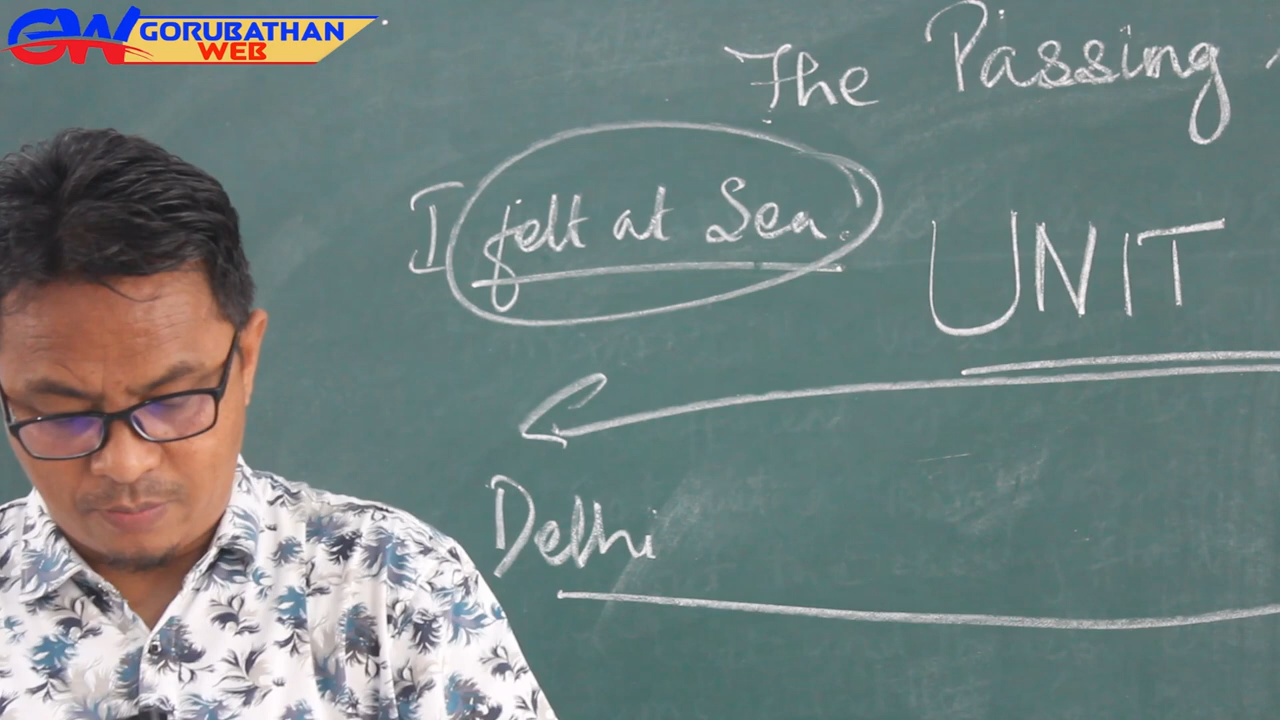 GW GORUBATHAN
WEB
The Passing
I felt at Sea.
UNIT
Delhi